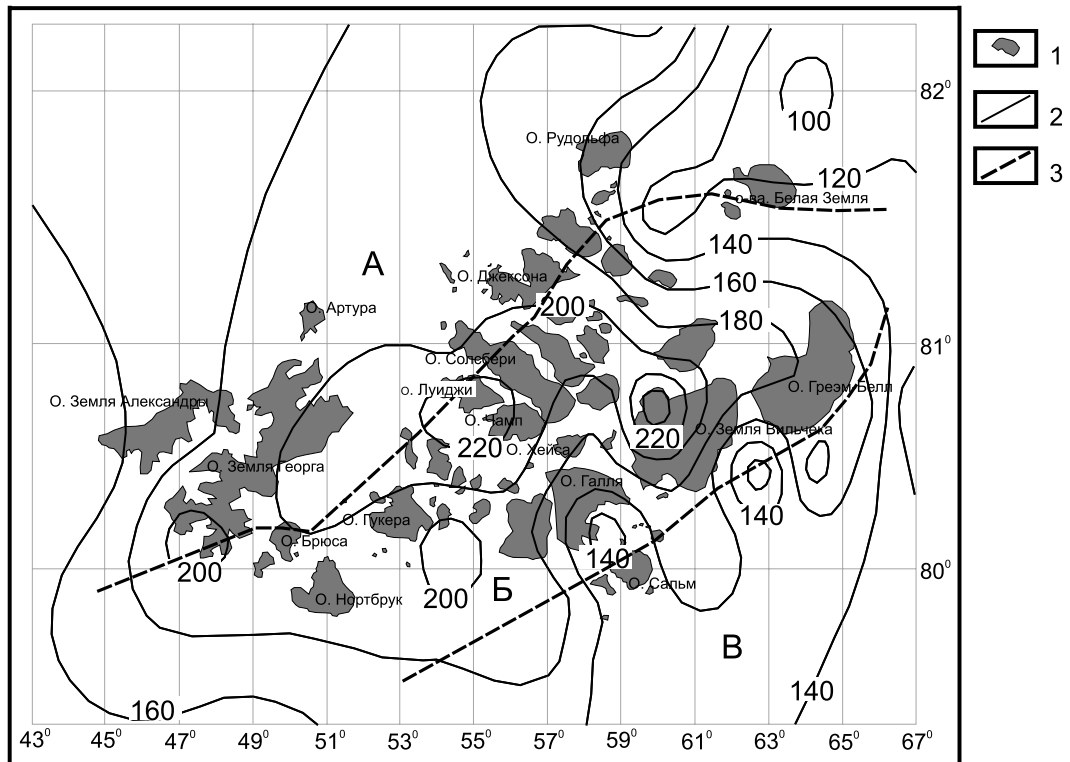 1
82⁰
100
2
О. Рудольфа
3
120
о-ва. Белая Земля
140
А
О. Джексона
160
200
О. Артура
180
81⁰
О. Солсбери
о. Луиджи
О. Греэм-Белл
О. Земля Александры
О. Чамп
220
О. Земля Вильчека
220
О. Хейса
О. Земля Георга
О. Галля
140
О. Гукера
О. Брюса
140
80⁰
200
О. Сальм
Б
200
О. Нортбрук
В
140
160
43⁰ 45⁰ 47⁰ 49⁰ 51⁰ 53⁰ 55⁰ 57⁰ 59⁰ 61⁰ 63⁰ 65⁰ 67⁰